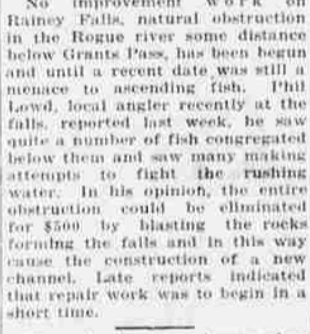 No improvement work on
Rainey Falls, natural obstruction
in the Rogue river some distance
below Grants Pass, has been begun
and until a recent date was still a
menace to ascending fish. Phil
Lowd, local angler recently at the
falls, reported last week, he saw
quite a number of fish congregated
below them and saw many making
attempts to fight the rushing
water. In his opinion, the entire
obstruction could be eliminated
for $500 by blasting the rocks
forming the falls and in this way
cause the construction of a new
channel. Late reports indicated
that repair work was to begin in a
short time.